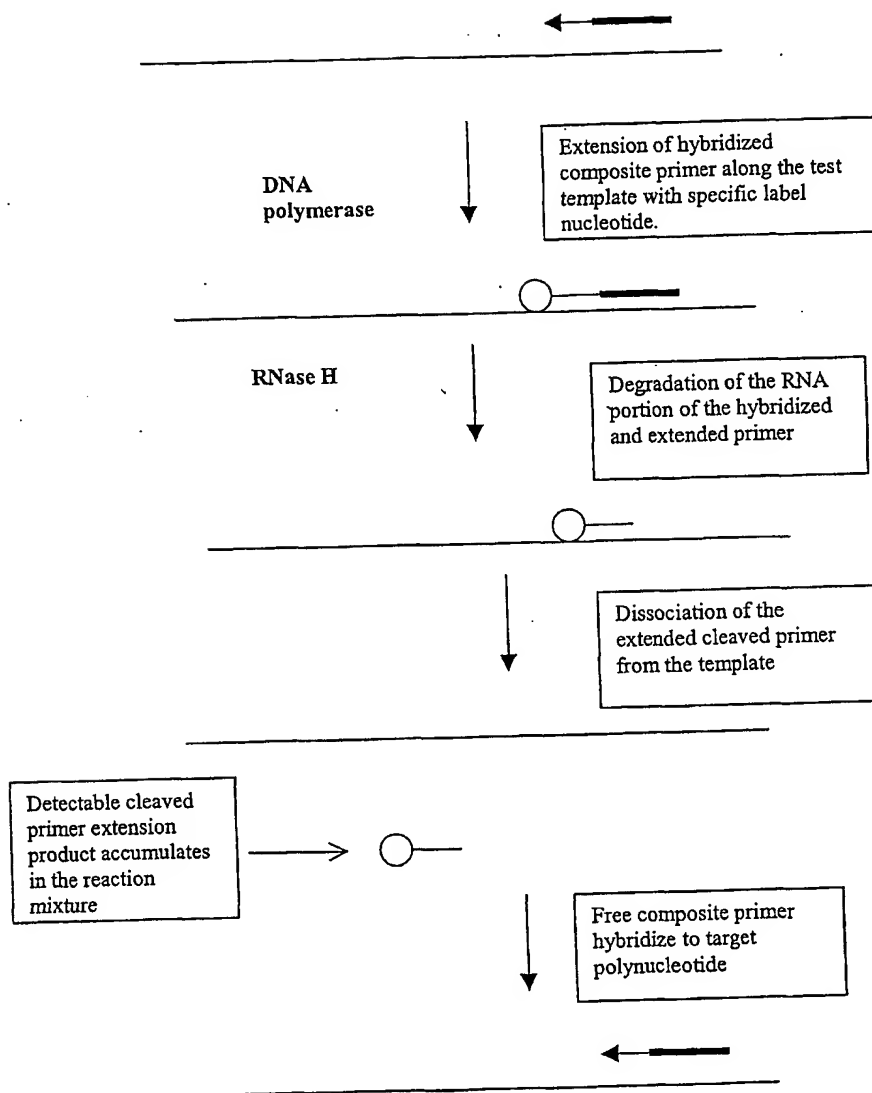 Extension of hybridized
composite primer along the test
template with specific label
nucleotide.
DNA
polymerase
RNase H
Degradation of the RNA
portion of the hybridized
and extended primer
Dissociation of the
extended cleaved primer
from the template
Detectable cleaved
primer extension
product accumulates
in the reaction
mixture
Free composite primer
hybridize to target
polynucleotide